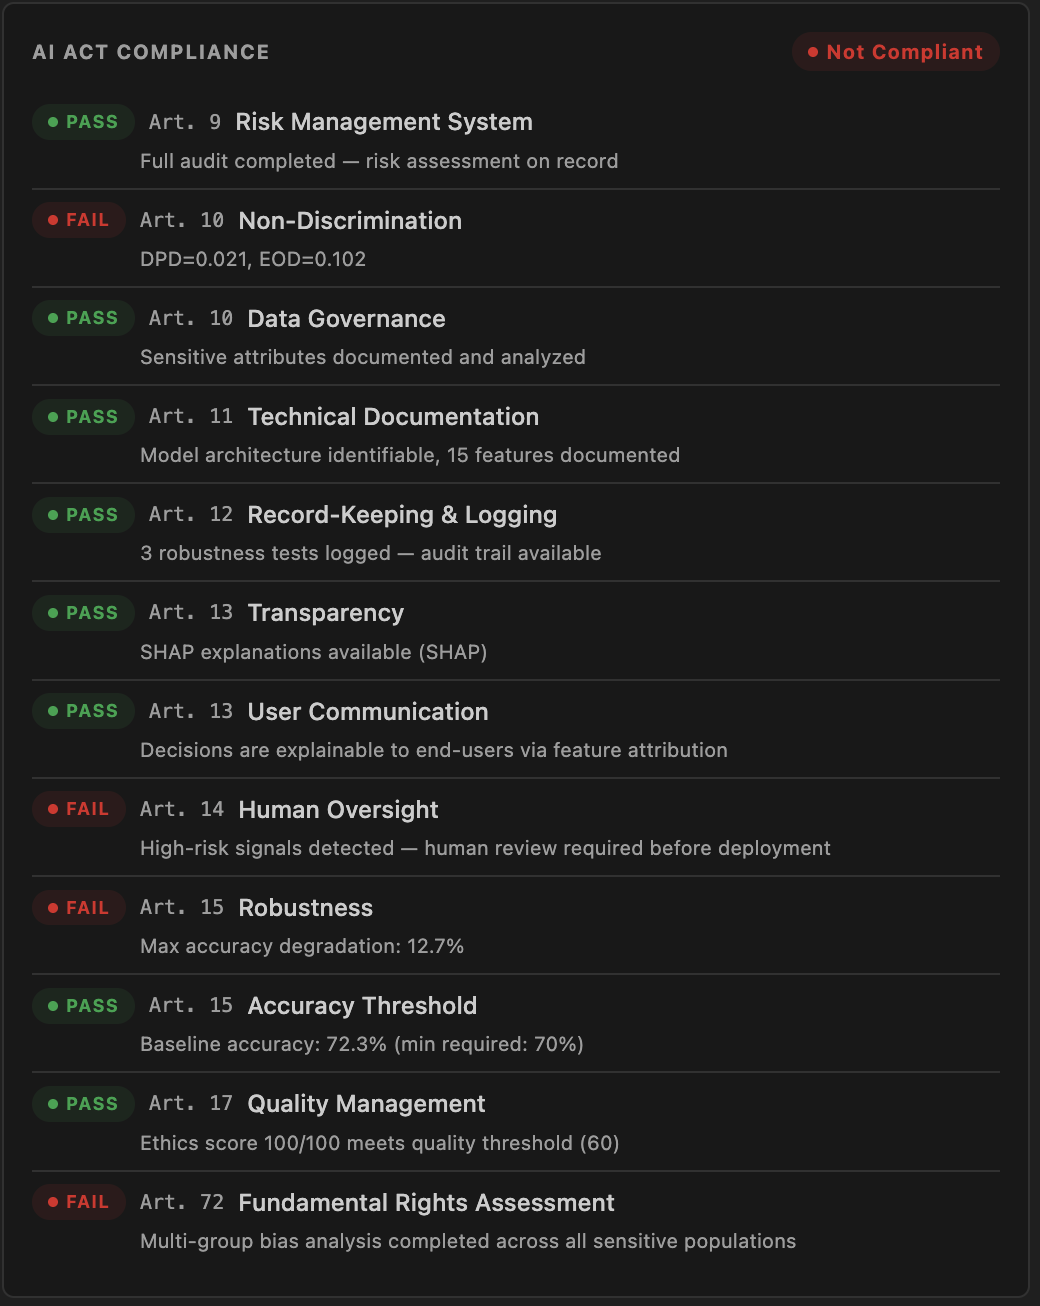 AI ACT COMPLIANCE
Not Compliant
PASS Art. 9 Risk Management System
Full audit completed — risk assessment on record
FAIL Art. 10 Non-Discrimination
DPD=0.021, EOD=0.102
PASS Art. 10 Data Governance
Sensitive attributes documented and analyzed
PASS Art. 11 Technical Documentation
Model architecture identifiable, 15 features documented
PASS Art. 12 Record-Keeping & Logging
3 robustness tests logged — audit trail available
PASS Art. 13 Transparency
SHAP explanations available (SHAP)
PASS Art. 13 User Communication
Decisions are explainable to end-users via feature attribution
FAIL Art. 14 Human Oversight
High-risk signals detected — human review required before deployment
FAIL Art. 15 Robustness
Max accuracy degradation: 12.7%
PASS Art. 15 Accuracy Threshold
Baseline accuracy: 72.3% (min required: 70%)
PASS Art. 17 Quality Management
Ethics score 100/100 meets quality threshold (60)
FAIL Art. 72 Fundamental Rights Assessment
Multi-group bias analysis completed across all sensitive populations